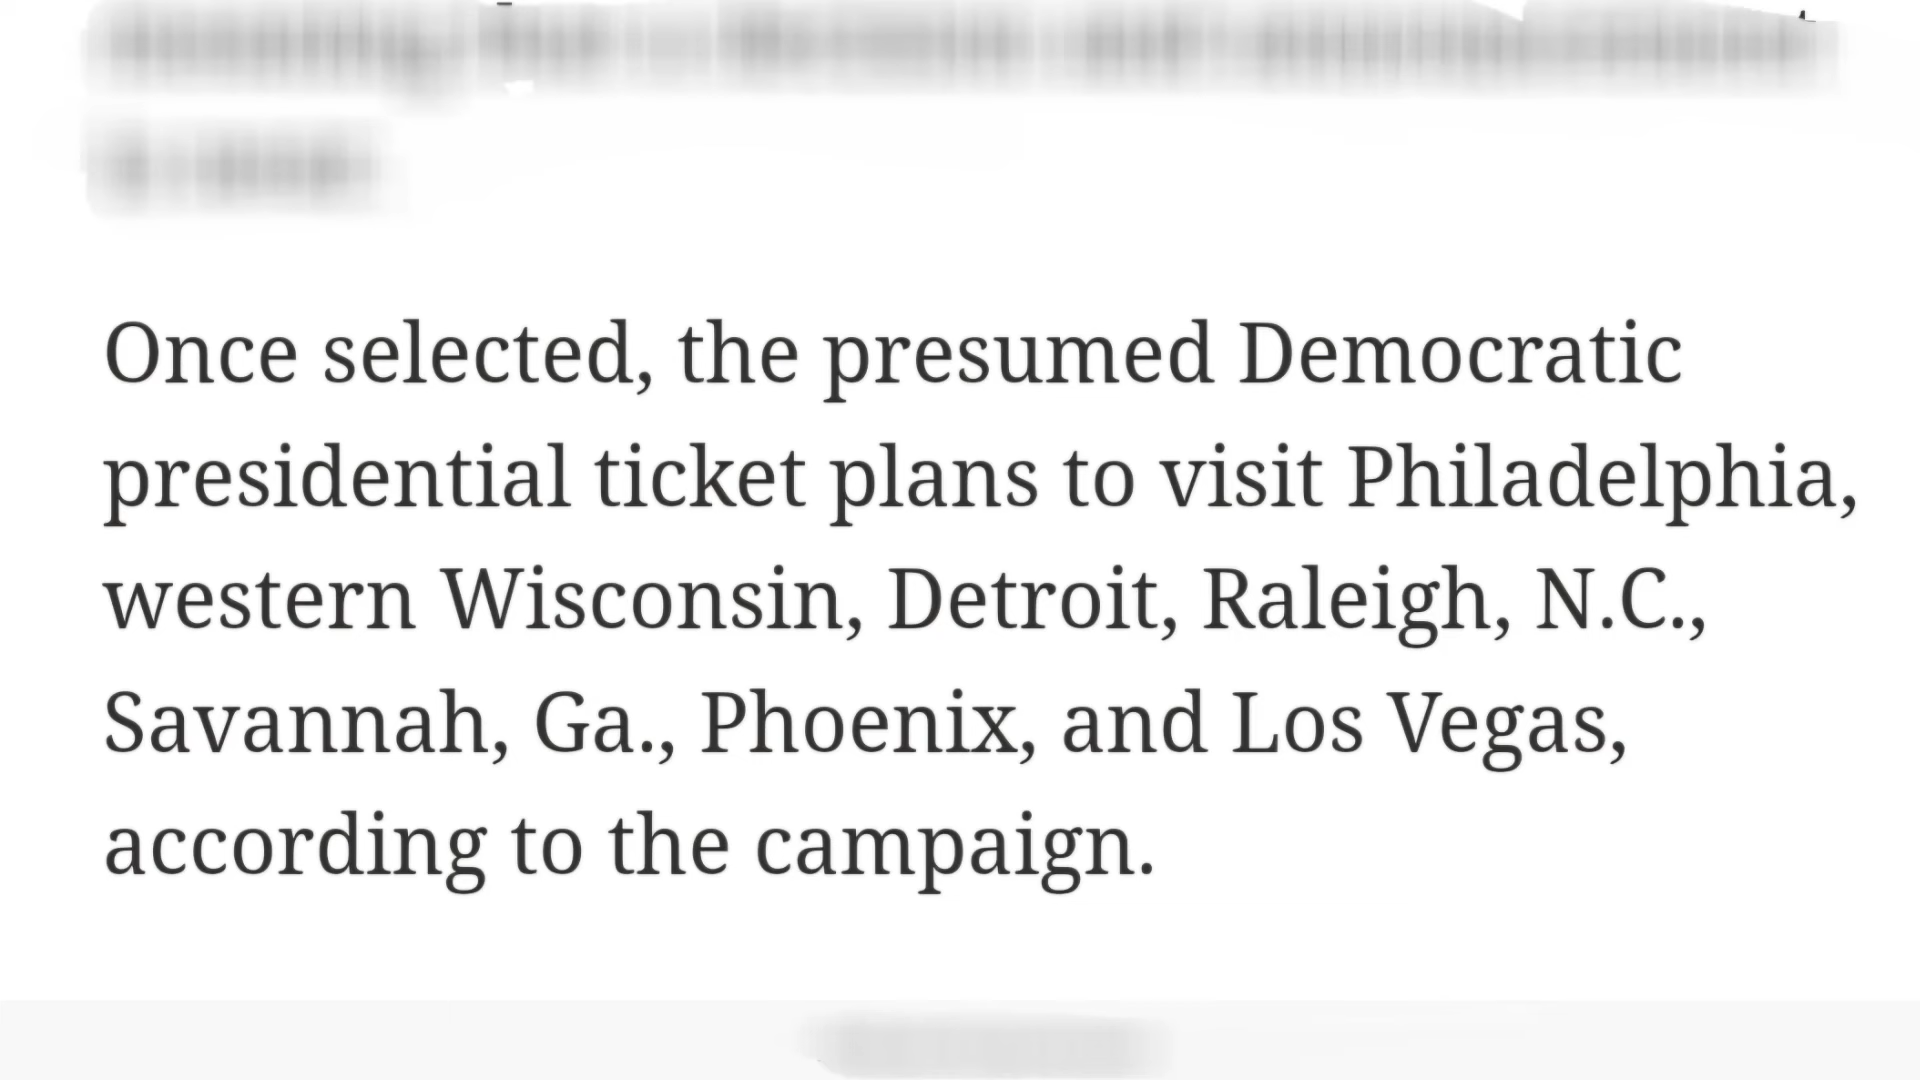 Once selected, the presumed Democratic
presidential ticket plans to visit Philadelphia,
western Wisconsin, Detroit, Raleigh, N.C.,
Savannah, Ga., Phoenix, and Los Vegas,
according to the campaign.